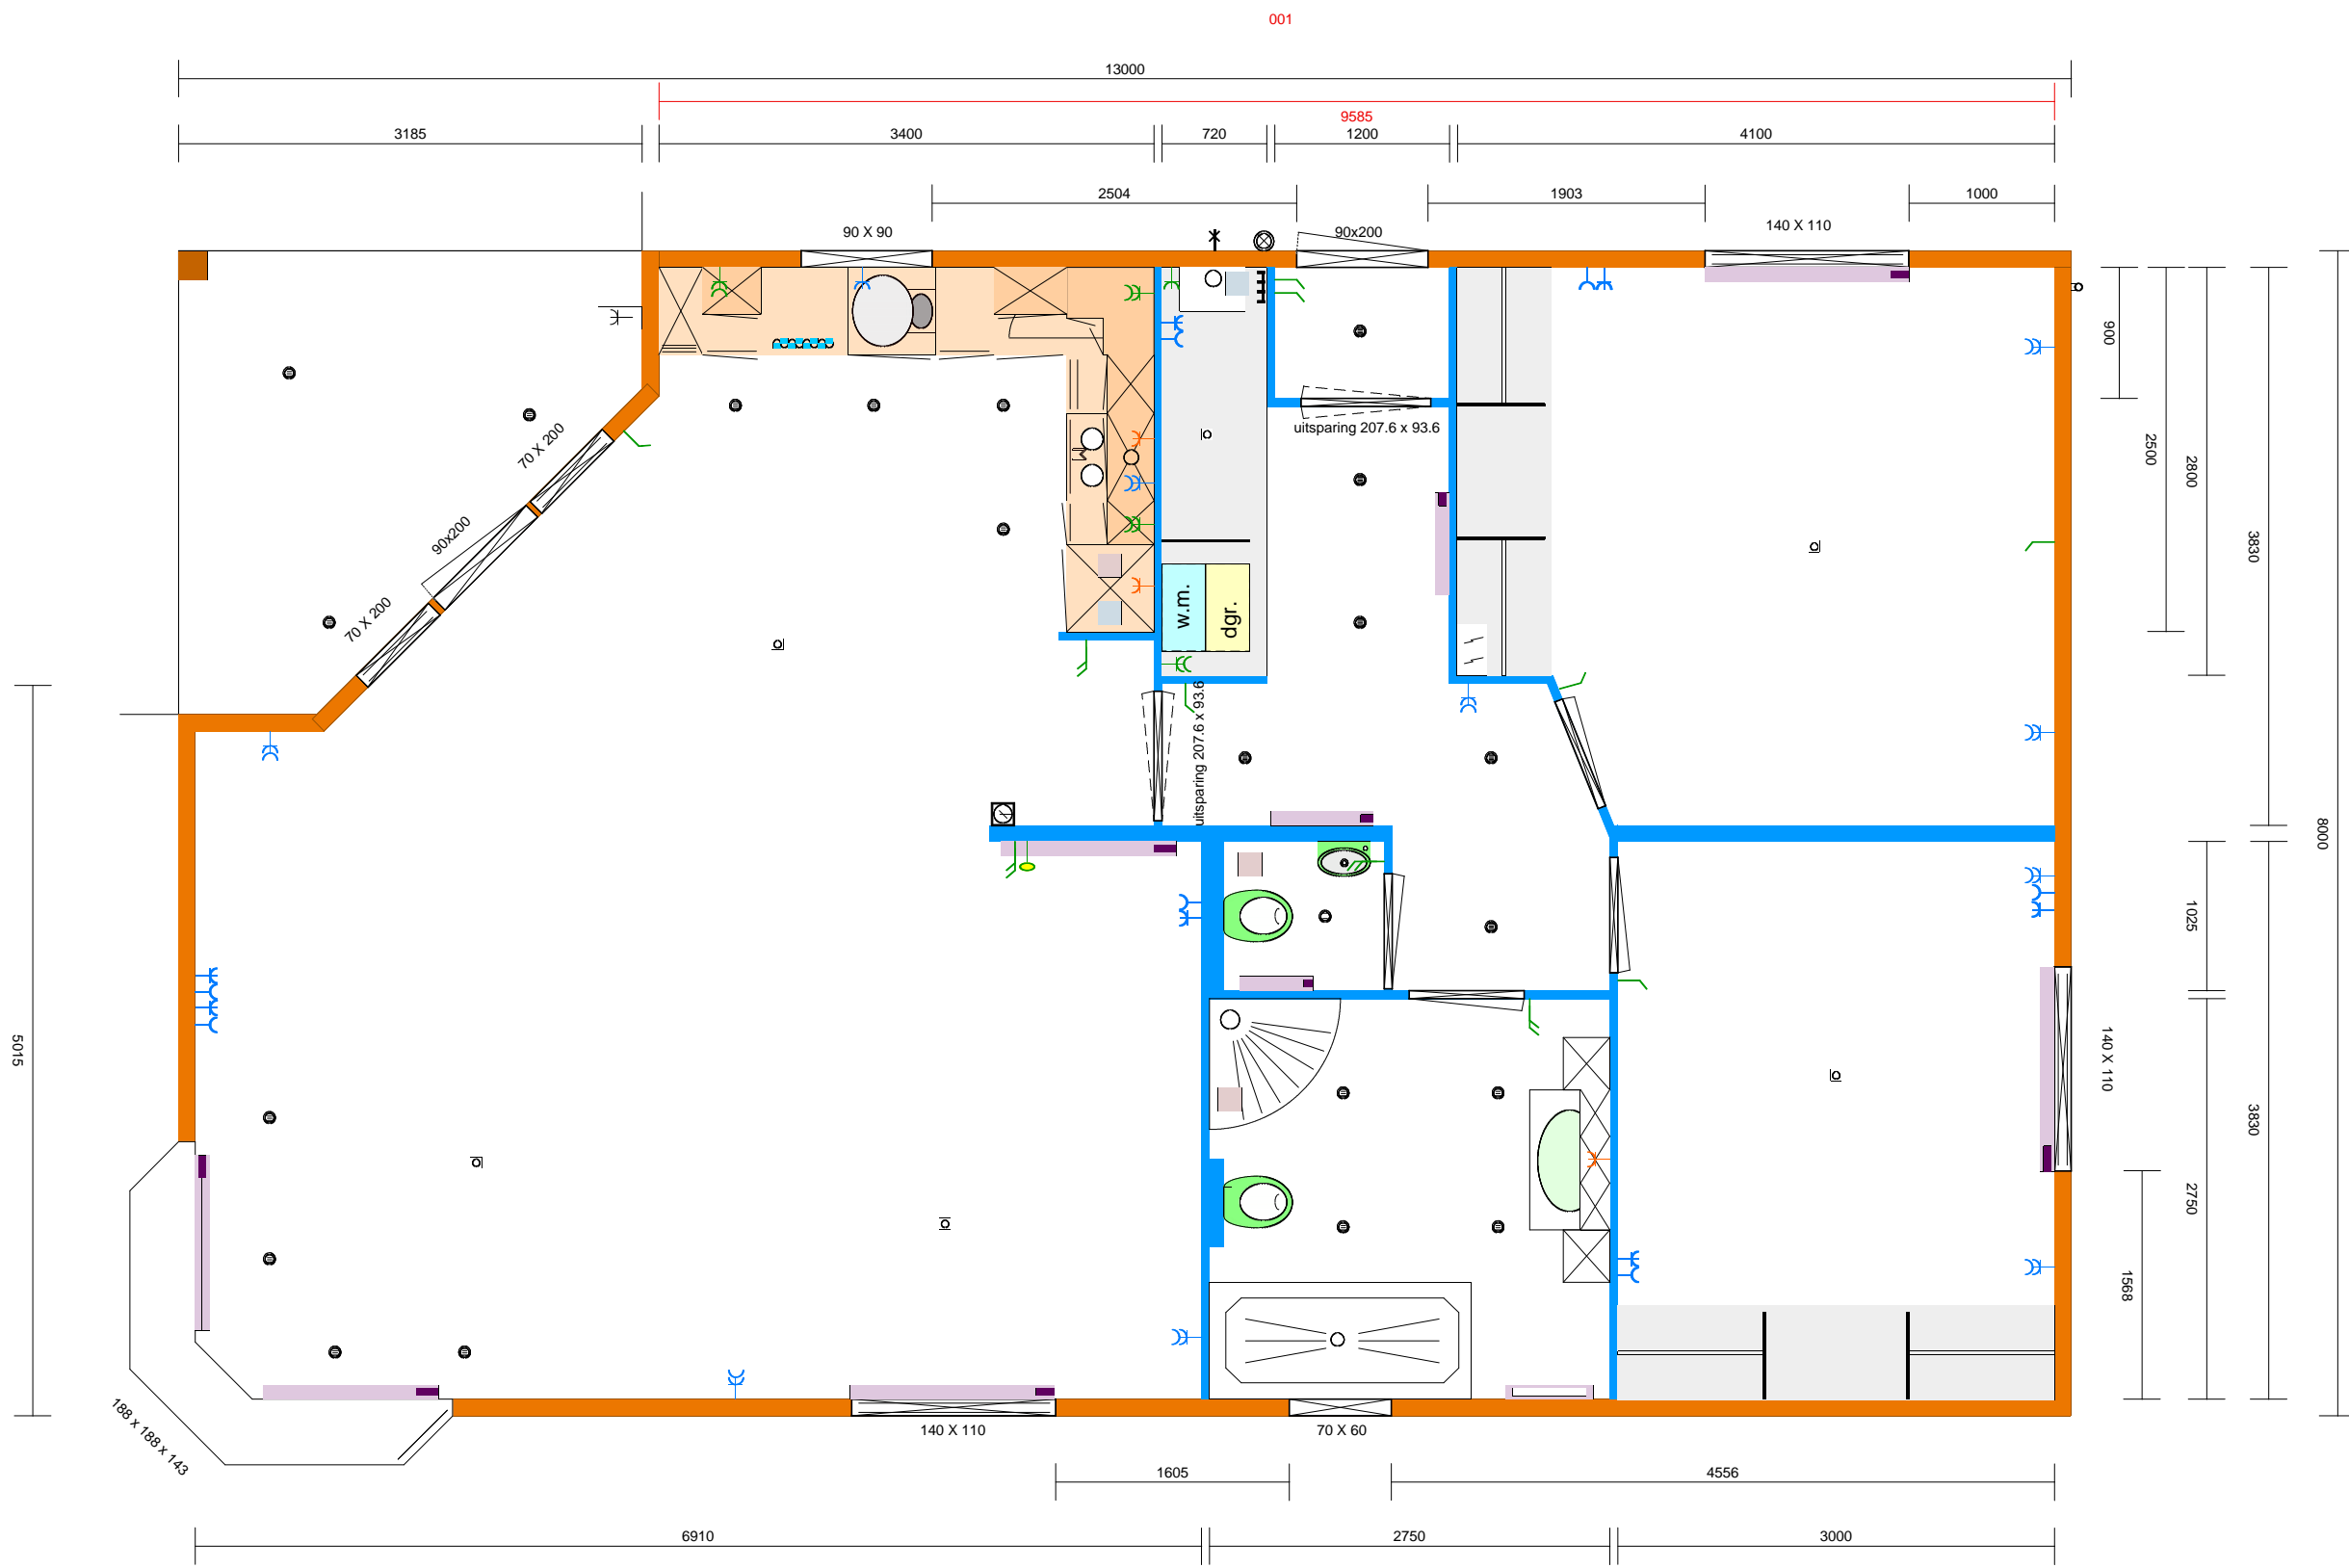 001
13000
9585
3185
3400
720
1200
4100
2504
1903
1000
90 X 90
90x200
140 X 110
900
2500
2800
3830
8000
uitsparing 207.6 x 93.6
70 X 200
90x200
70 X 200
w.m.
dgr.
uitsparing 207.6 x 93.6
5015
1025
140 X 110
3830
2750
1568
188 x 188 x 143
140 X 110
70 X 60
1605
4556
6910
2750
3000